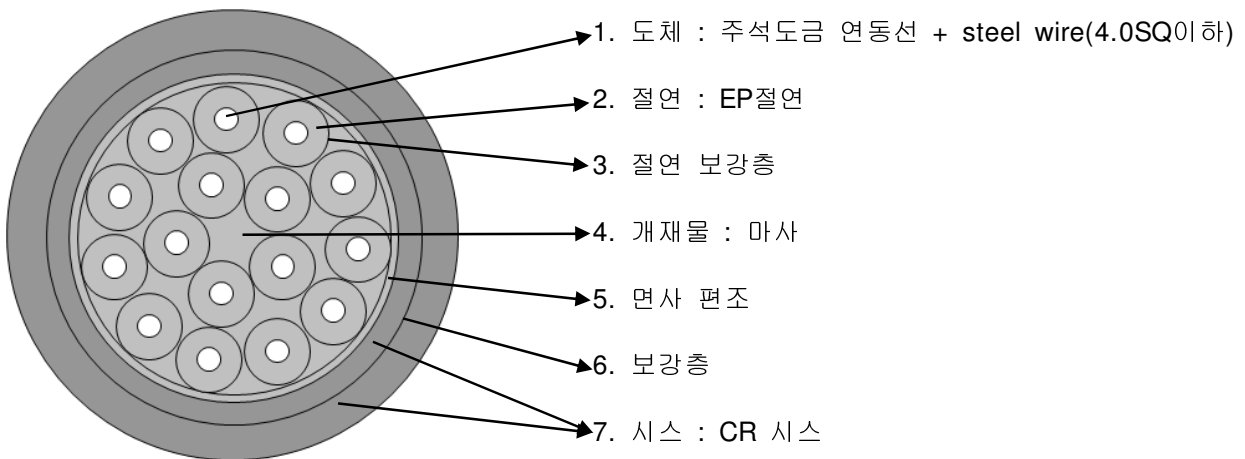 1. 도체 : 주석도금 연동선 + steel wire(4.0SQ이하)
2. 절연 : EP절연
3. 절연 보강층
4. 개재물 : 마사
5. 면사 편조
6. 보강층
7. 시스 : CR 시스